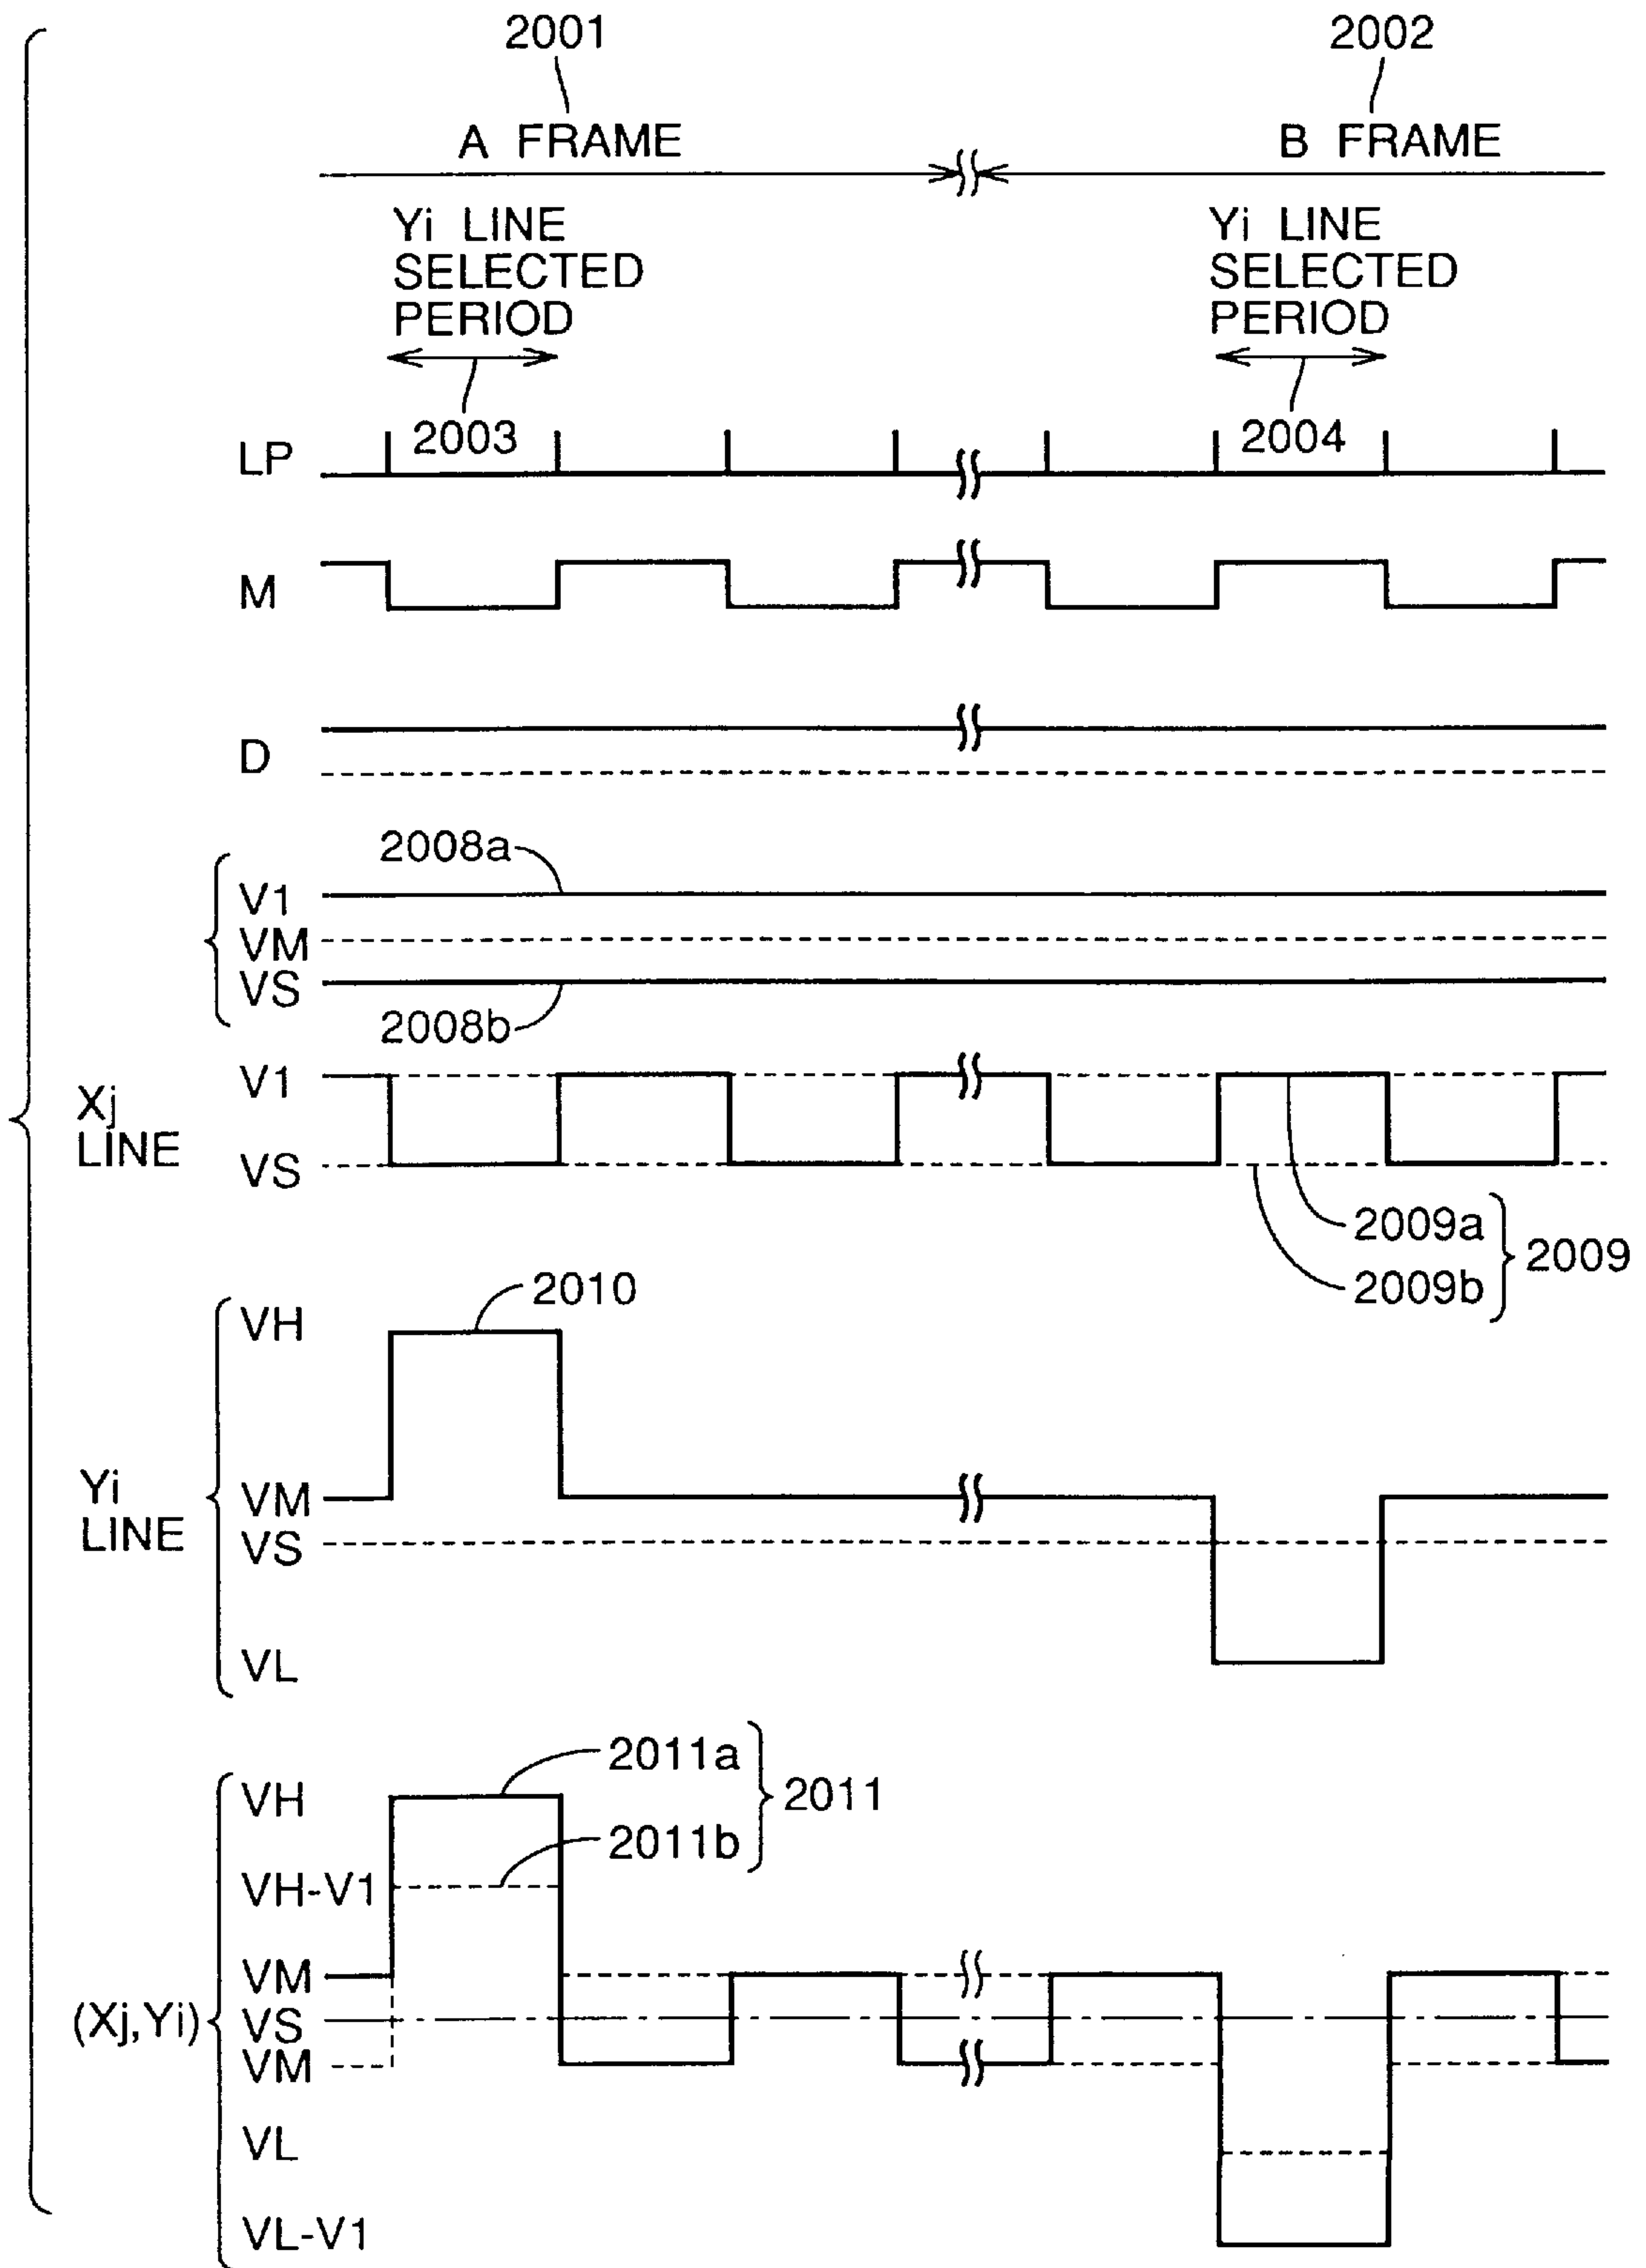 2001
2002
A FRAME
B FRAME
Yi LINE
SELECTED
PERIOD
Yi LINE
SELECTED
PERIOD
2003
2004
LP
M
D
2008a
V1
VM
VS
2008b
Xj
LINE
V1
VS
2009a
2009b
2009
2010
Yi
LINE
VH
VM
VS
VL
2011a
2011b
2011
(Xj,Yi)
VH
VH-V1
VM
VS
VM
VL
VL-V1